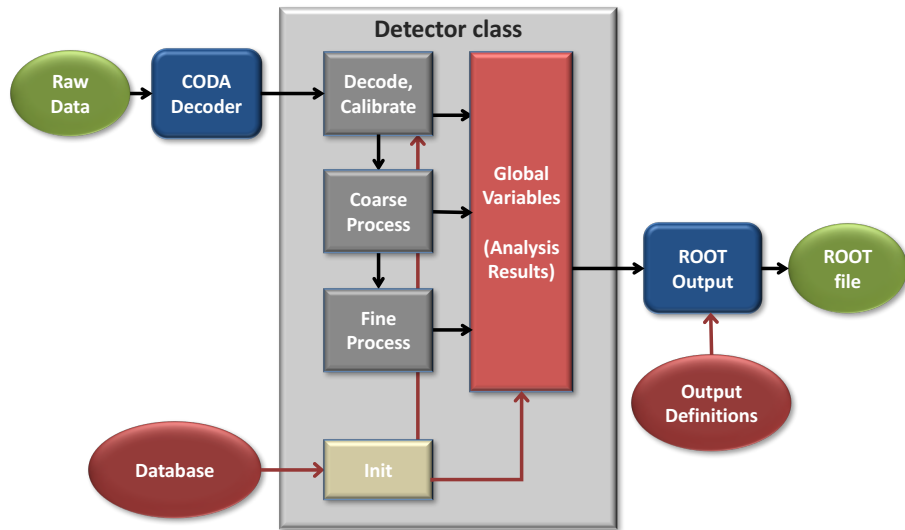 Detector class
Raw
Data
CODA
Decoder
Decode,
Calibrate
Global
Variables
(Analysis
Results)
Coarse
Process
Fine
Process
ROOT
Output
ROOT
file
Output
Definitions
Database
Init